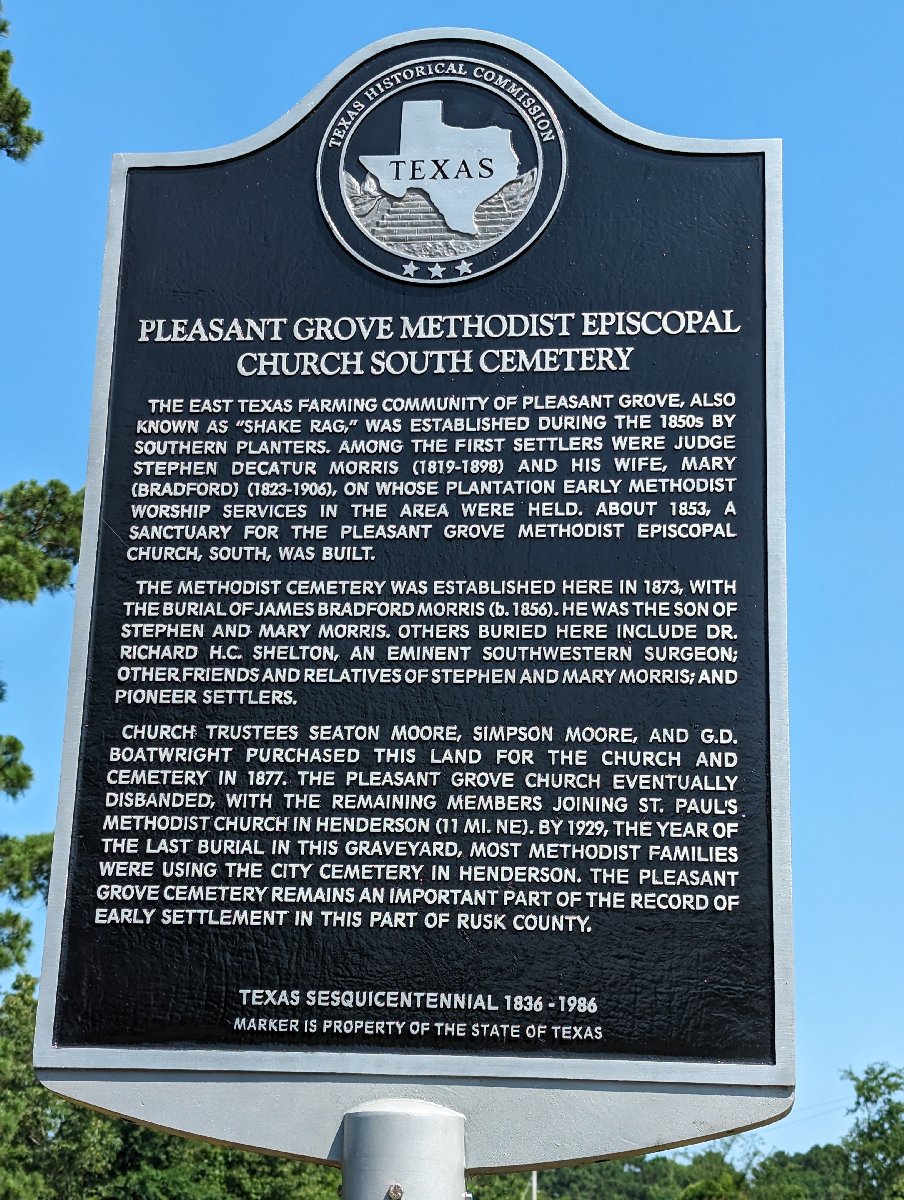 TEXAS HISTORICAL COMMISSION
TEXAS
PLEASANT GROVE METHODIST EPISCOPAL
CHURCH SOUTH CEMETERY
THE EAST TEXAS FARMING COMMUNITY OF PLEASANT GROVE, ALSO
KNOWN AS "SHAKE RAG," WAS ESTABLISHED DURING THE 1850s BY
SOUTHERN PLANTERS. AMONG THE FIRST SETTLERS WERE JUDGE
STEPHEN DECATUR MORRIS (1819-1898) AND HIS WIFE, MARY
(BRADFORD) (1823-1906), ON WHOSE PLANTATION EARLY METHODIST
WORSHIP SERVICES IN THE AREA WERE HELD. ABOUT 1853, A
SANCTUARY FOR THE PLEASANT GROVE METHODIST EPISCOPAL
CHURCH, SOUTH, WAS BUILT.
THE METHODIST CEMETERY WAS ESTABLISHED HERE IN 1873, WITH
THE BURIAL OF JAMES BRADFORD MORRIS (b. 1856). HE WAS THE SON OF
STEPHEN AND MARY MORRIS. OTHERS BURIED HERE INCLUDE DR.
RICHARD H.C. SHELTON, AN EMINENT SOUTHWESTERN SURGEON;
OTHER FRIENDS AND RELATIVES OF STEPHEN AND MARY MORRIS; AND
PIONEER SETTLERS.
CHURCH TRUSTEES SEATON MOORE, SIMPSON MOORE, AND G.D.
BOATWRIGHT PURCHASED THIS LAND FOR THE CHURCH AND
CEMETERY IN 1877. THE PLEASANT GROVE CHURCH EVENTUALLY
DISBANDED, WITH THE REMAINING MEMBERS JOINING ST. PAUL'S
METHODIST CHURCH IN HENDERSON (11 MI. NE). BY 1929, THE YEAR OF
THE LAST BURIAL IN THIS GRAVEYARD, MOST METHODIST FAMILIES
WERE USING THE CITY CEMETERY IN HENDERSON. THE PLEASANT
GROVE CEMETERY REMAINS AN IMPORTANT PART OF THE RECORD OF
EARLY SETTLEMENT IN THIS PART OF RUSK COUNTY.
TEXAS SESQUICENTENNIAL 1836 - 1986
MARKER IS PROPERTY OF THE STATE OF TEXAS